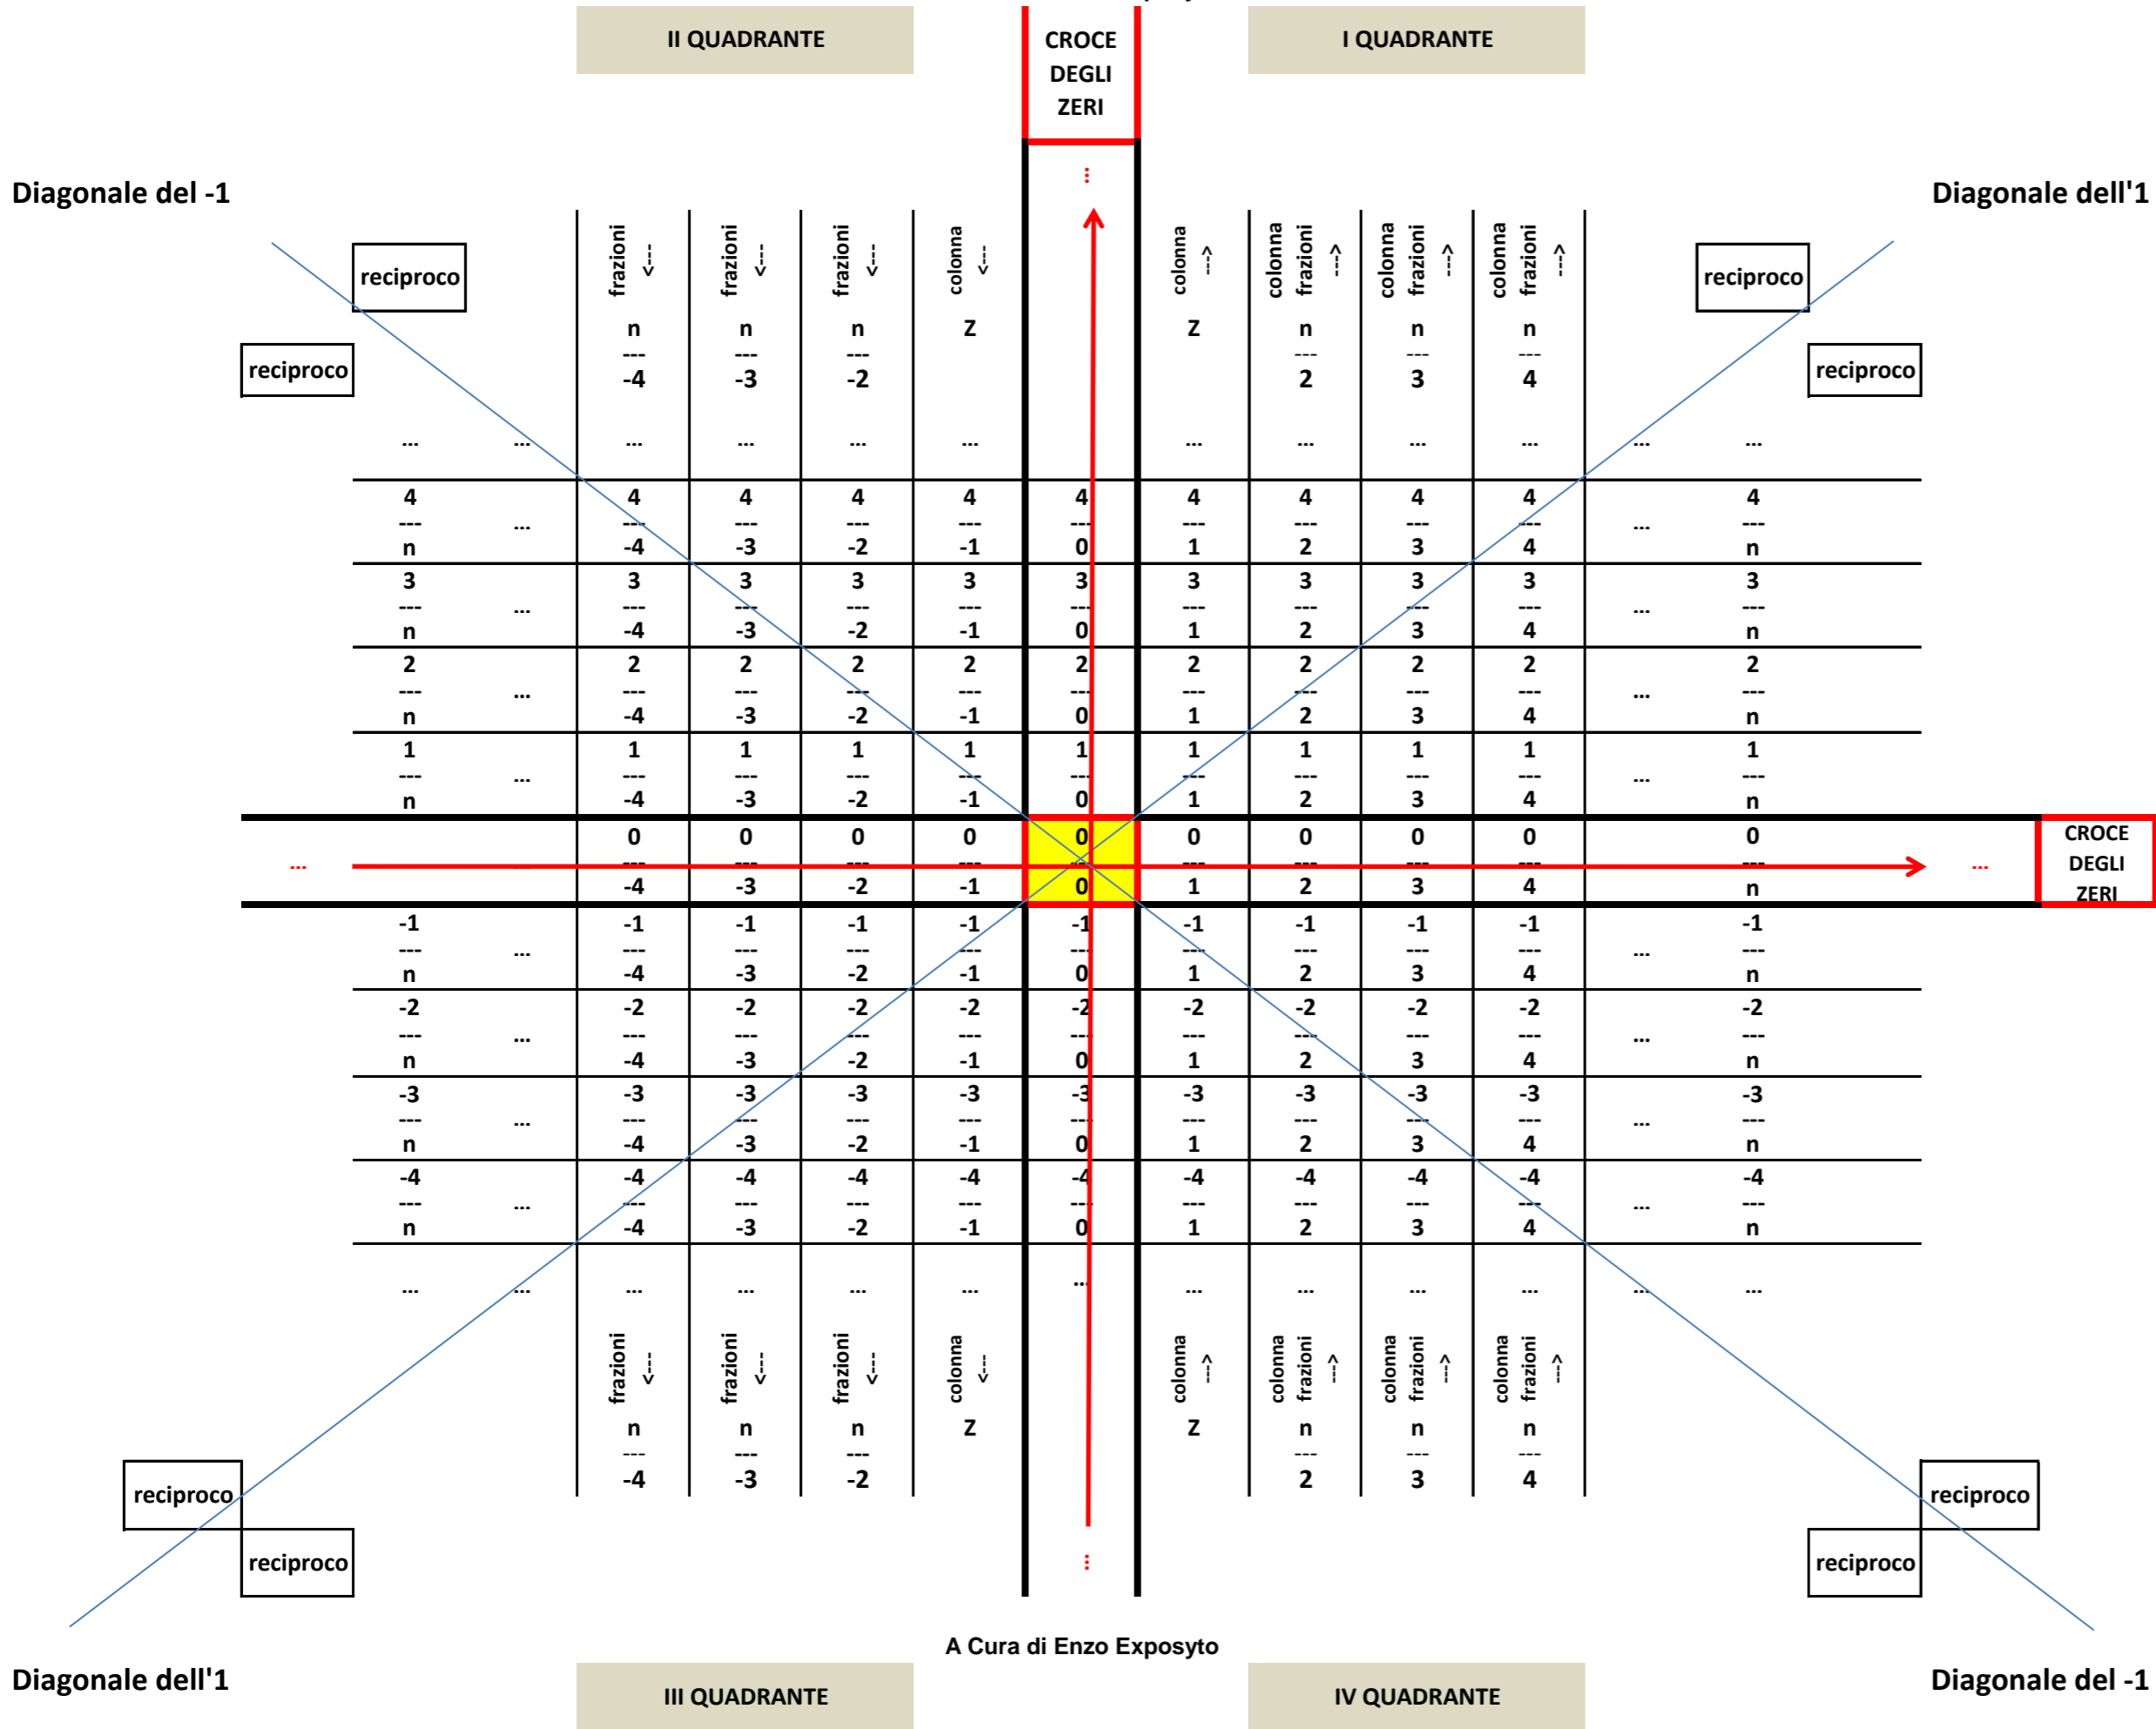 II QUADRANTE CROCE DEGLI ZERI I QUADRANTE
Diagonale del -1 Diagonale dell'1
reciproco frazioni <--- frazioni <--- frazioni <--- colonna <--- colonna ---> colonna frazioni ---> colonna frazioni ---> colonna frazioni ---> reciproco
n n n Z Z n n n
--- --- --- --- --- ---
reciproco -4 -3 -2 2 3 4 reciproco
... ... ... ... ... ... ... ... ... ... ... ...
4 4 4 4 4 4 4 4 4 4 4
--- ... --- --- --- --- --- --- --- --- --- ... ---
n -4 -3 -2 -1 0 1 2 3 4 n
3 3 3 3 3 3 3 3 3 3 3
--- ... --- --- --- --- --- --- --- --- --- ... ---
n -4 -3 -2 -1 0 1 2 3 4 n
2 2 2 2 2 2 2 2 2 2 2
--- ... --- --- --- --- --- --- --- --- --- ... ---
n -4 -3 -2 -1 0 1 2 3 4 n
1 1 1 1 1 1 1 1 1 1 1
--- ... --- --- --- --- --- --- --- --- --- ... ---
n -4 -3 -2 -1 0 1 2 3 4 n
0 0 0 0 0 0 0 0 0 0 CROCE
... --- --- --- --- --- --- --- --- --- --- ... DEGLI
-4 -3 -2 -1 0 1 2 3 4 n ZERI
-1 -1 -1 -1 -1 -1 -1 -1 -1 -1 -1
--- ... --- --- --- --- --- --- --- --- --- ... ---
n -4 -3 -2 -1 0 1 2 3 4 n
-2 -2 -2 -2 -2 -2 -2 -2 -2 -2 -2
--- ... --- --- --- --- --- --- --- --- --- ... ---
n -4 -3 -2 -1 0 1 2 3 4 n
-3 -3 -3 -3 -3 -3 -3 -3 -3 -3 -3
--- ... --- --- --- --- --- --- --- --- --- ... ---
n -4 -3 -2 -1 0 1 2 3 4 n
-4 -4 -4 -4 -4 -4 -4 -4 -4 -4 -4
--- ... --- --- --- --- --- --- --- --- --- ... ---
n -4 -3 -2 -1 0 1 2 3 4 n
... ... ... ... ... ... ... ... ... ... ... ... ...
frazioni <--- frazioni <--- frazioni <--- colonna <--- colonna ---> colonna frazioni ---> colonna frazioni ---> colonna frazioni --->
n n n Z Z n n n
--- --- --- --- --- ---
-4 -3 -2 2 3 4
reciproco reciproco
reciproco ... reciproco
A Cura di Enzo Exposyto
Diagonale dell'1 Diagonale del -1
III QUADRANTE IV QUADRANTE